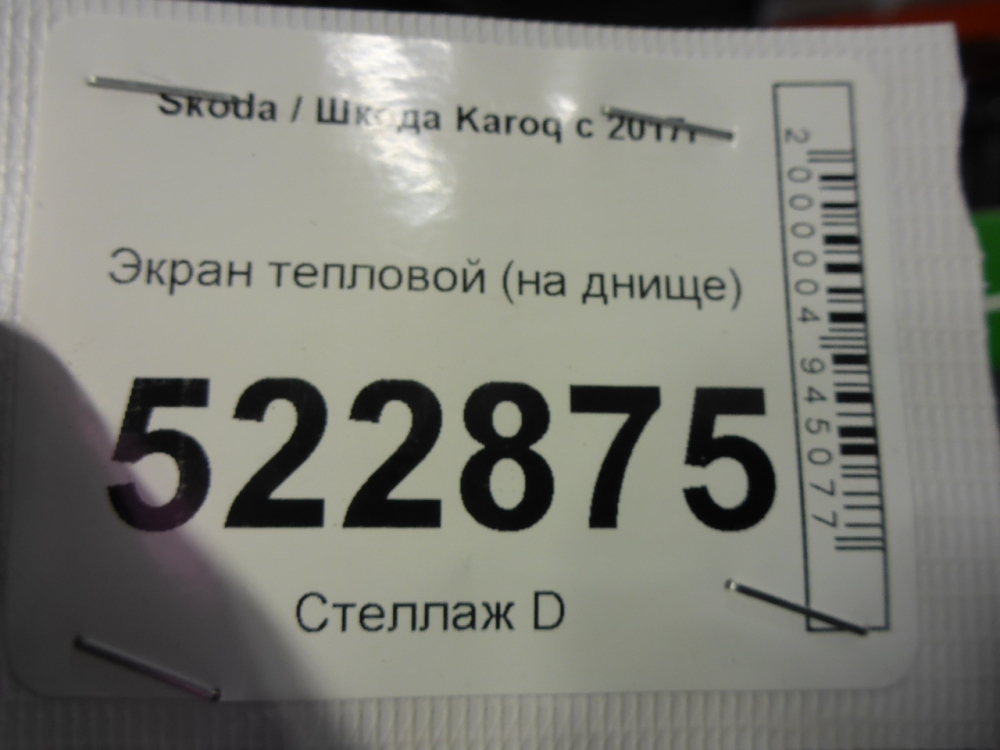 Skoda / Шкода Karoq с 2017г
Экран тепловой (на днище)
522875
Стеллаж D
2000004945077